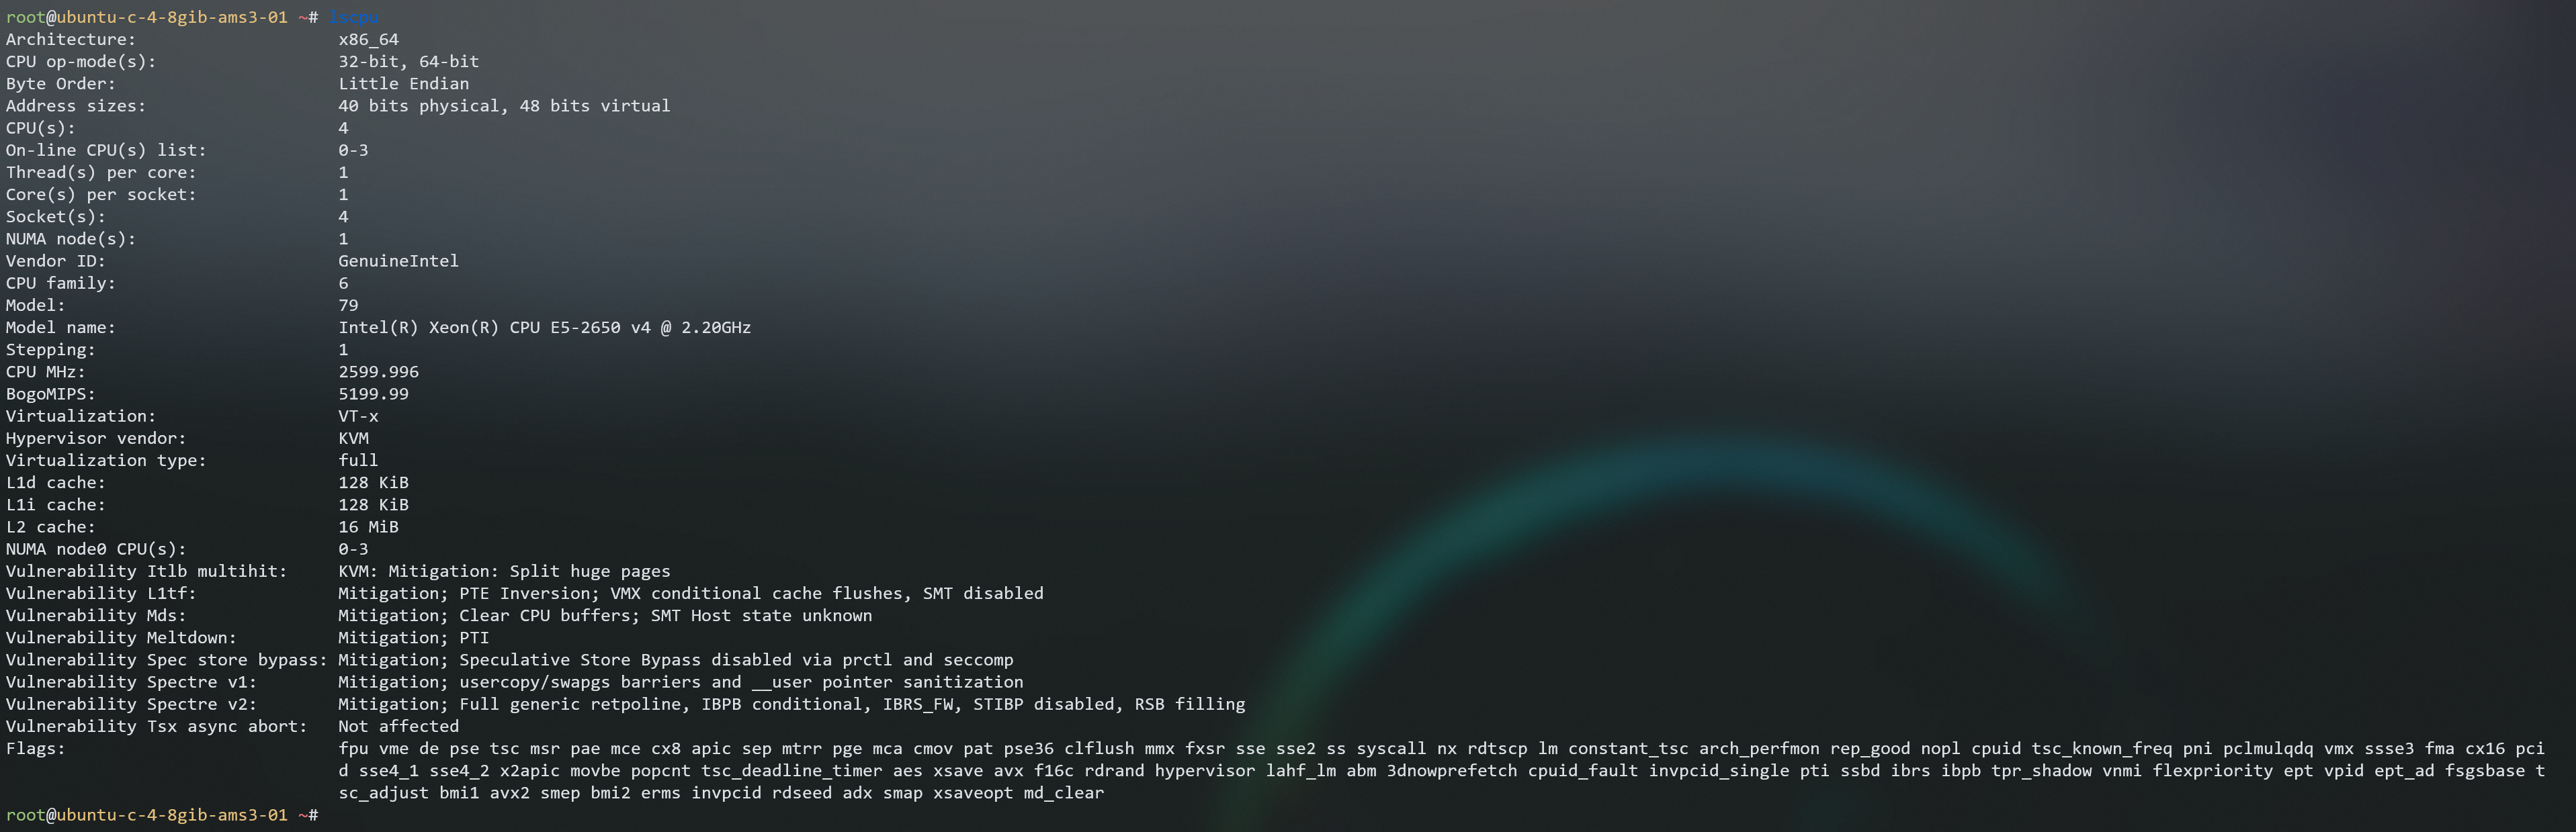 root@ubuntu-c-4-8gib-ams3-01 ~# lscpu
Architecture: x86_64
CPU op-mode(s): 32-bit, 64-bit
Byte Order: Little Endian
Address sizes: 40 bits physical, 48 bits virtual
CPU(s): 4
On-line CPU(s) list: 0-3
Thread(s) per core: 1
Core(s) per socket: 1
Socket(s): 4
NUMA node(s): 1
Vendor ID: GenuineIntel
CPU family: 6
Model: 79
Model name: Intel(R) Xeon(R) CPU E5-2650 v4 @ 2.20GHz
Stepping: 1
CPU MHz: 2599.996
BogoMIPS: 5199.99
Virtualization: VT-x
Hypervisor vendor: KVM
Virtualization type: full
L1d cache: 128 KiB
L1i cache: 128 KiB
L2 cache: 16 MiB
NUMA node0 CPU(s): 0-3
Vulnerability Itlb multihit: KVM: Mitigation: Split huge pages
Vulnerability L1tf: Mitigation; PTE Inversion; VMX conditional cache flushes, SMT disabled
Vulnerability Mds: Mitigation; Clear CPU buffers; SMT Host state unknown
Vulnerability Meltdown: Mitigation; PTI
Vulnerability Spec store bypass: Mitigation; Speculative Store Bypass disabled via prctl and seccomp
Vulnerability Spectre v1: Mitigation; usercopy/swapgs barriers and __user pointer sanitization
Vulnerability Spectre v2: Mitigation; Full generic retpoline, IBPB conditional, IBRS_FW, STIBP disabled, RSB filling
Vulnerability Tsx async abort: Not affected
Flags: fpu vme de pse tsc msr pae mce cx8 apic sep mtrr pge mca cmov pat pse36 clflush mmx fxsr sse sse2 ss syscall nx rdtscp lm constant_tsc arch_perfmon rep_good nopl cpuid tsc_known_freq pni pclmulqdq vmx ssse3 fma cx16 pci
d sse4_1 sse4_2 x2apic movbe popcnt tsc_deadline_timer aes xsave avx f16c rdrand hypervisor lahf_lm abm 3dnowprefetch cpuid_fault invpcid_single pti ssbd ibrs ibpb tpr_shadow vnmi flexpriority ept vpid ept_ad fsgsbase t
sc_adjust bmi1 avx2 smep bmi2 erms invpcid rdseed adx smap xsaveopt md_clear
root@ubuntu-c-4-8gib-ams3-01 ~#